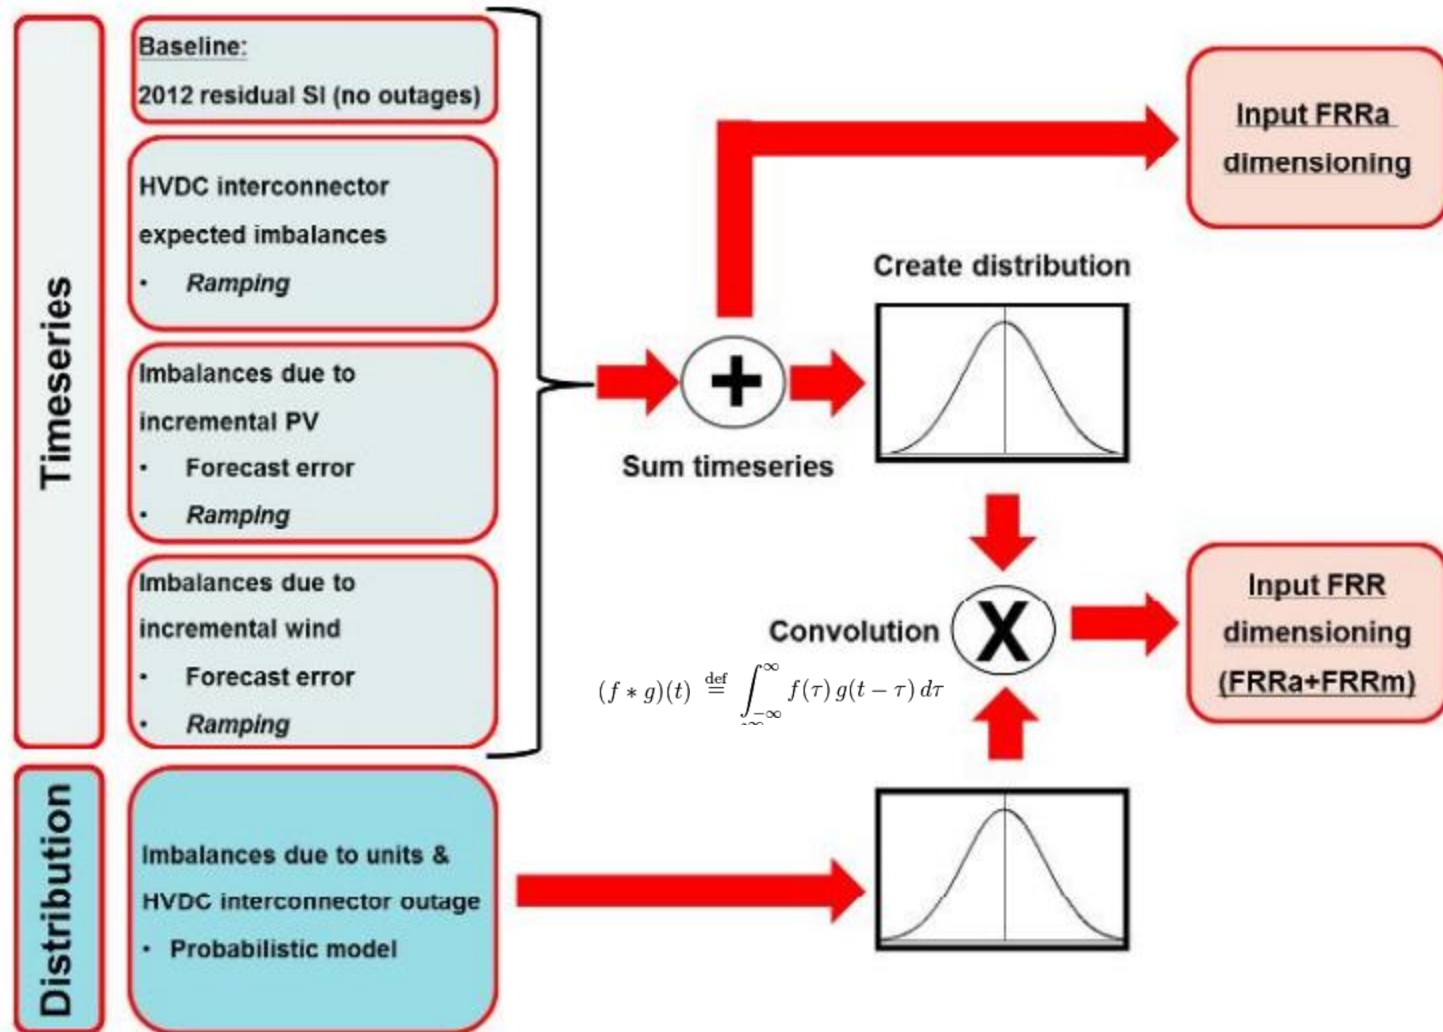 Timeseries
Baseline:
2012 residual SI (no outages)
HVDC interconnector
expected imbalances
• Ramping
Imbalances due to
incremental PV
• Forecast error
• Ramping
Imbalances due to
incremental wind
• Forecast error
• Ramping
Distribution
Imbalances due to units &
HVDC interconnector outage
• Probabilistic model
+
Sum timeseries
Create distribution
Convolution
X
(f * g)(t) def= ∫_{-∞}^{∞} f(τ) g(t − τ) dτ
Input FRRa
dimensioning
Input FRR
dimensioning
(FRRa+FRRm)